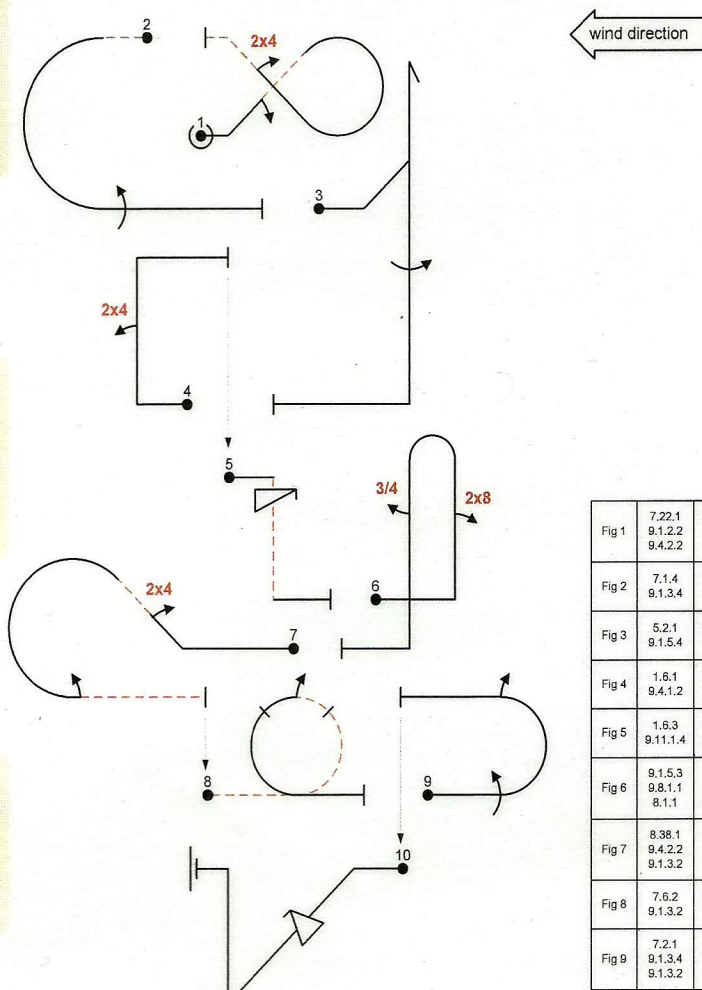 2
2x4
wind direction
1
3
2x4
4
5
3/4
2x8
6
2x4
7
8
9
10
Fig 1
7.22.1
9.1.2.2
9.4.2.2
Fig 2
7.1.4
9.1.3.4
Fig 3
5.2.1
9.1.5.4
Fig 4
1.6.1
9.4.1.2
Fig 5
1.6.3
9.11.1.4
Fig 6
9.1.5.3
9.8.1.1
8.1.1
Fig 7
8.38.1
9.4.2.2
9.1.3.2
Fig 8
7.6.2
9.1.3.2
Fig 9
7.2.1
9.1.3.4
9.1.3.2